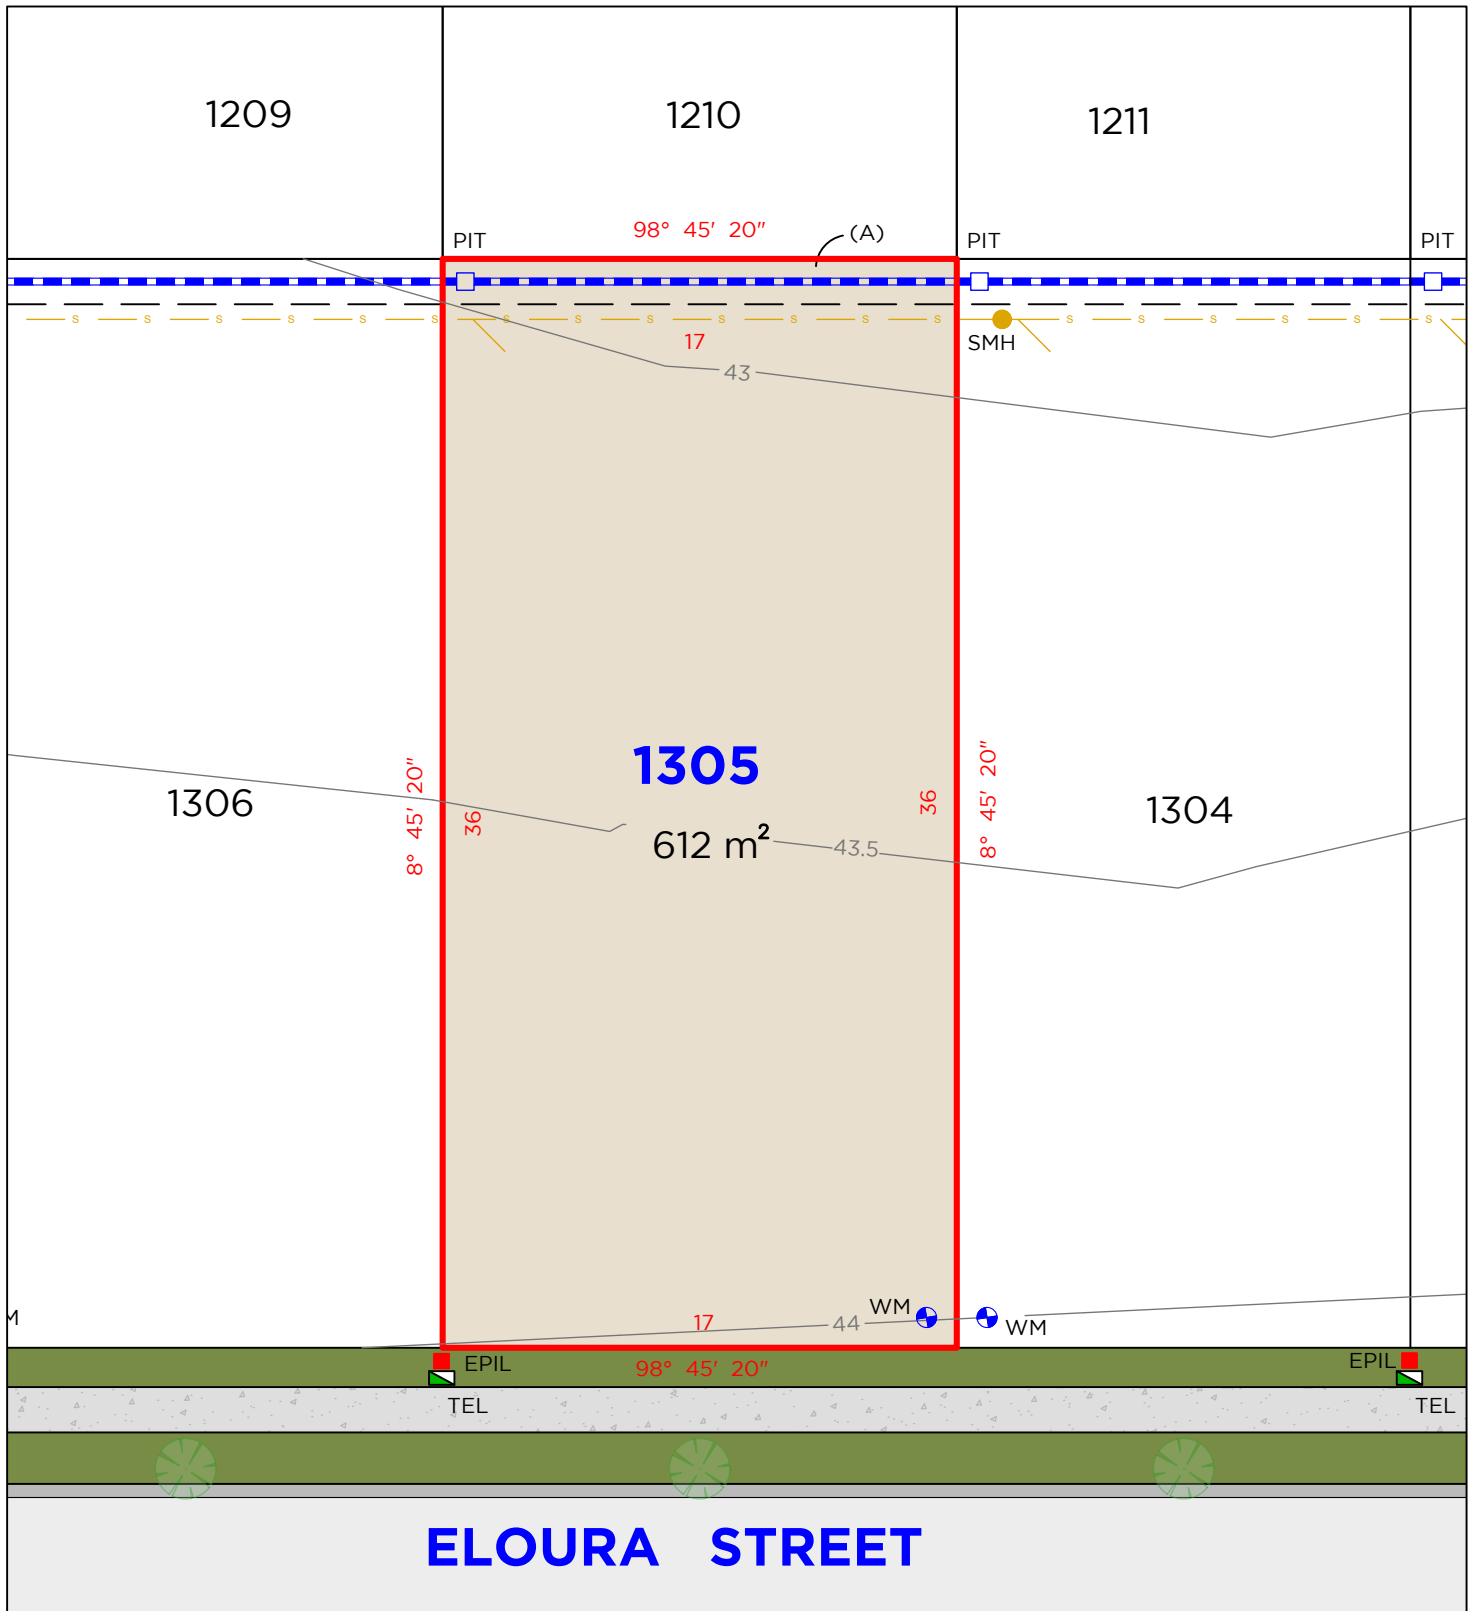 1209
1210
1211
98° 45' 20"
(A)
PIT
PIT
PIT
S S S S S S S S S S S S S S S S S S
17
SMH
43
1305
8° 45' 20"
36
36
8° 45' 20"
1306
1304
612 m²
43.5
WM
M
17
44
WM
EPIL
98° 45' 20"
EPIL
TEL
TEL
ELOURA STREET